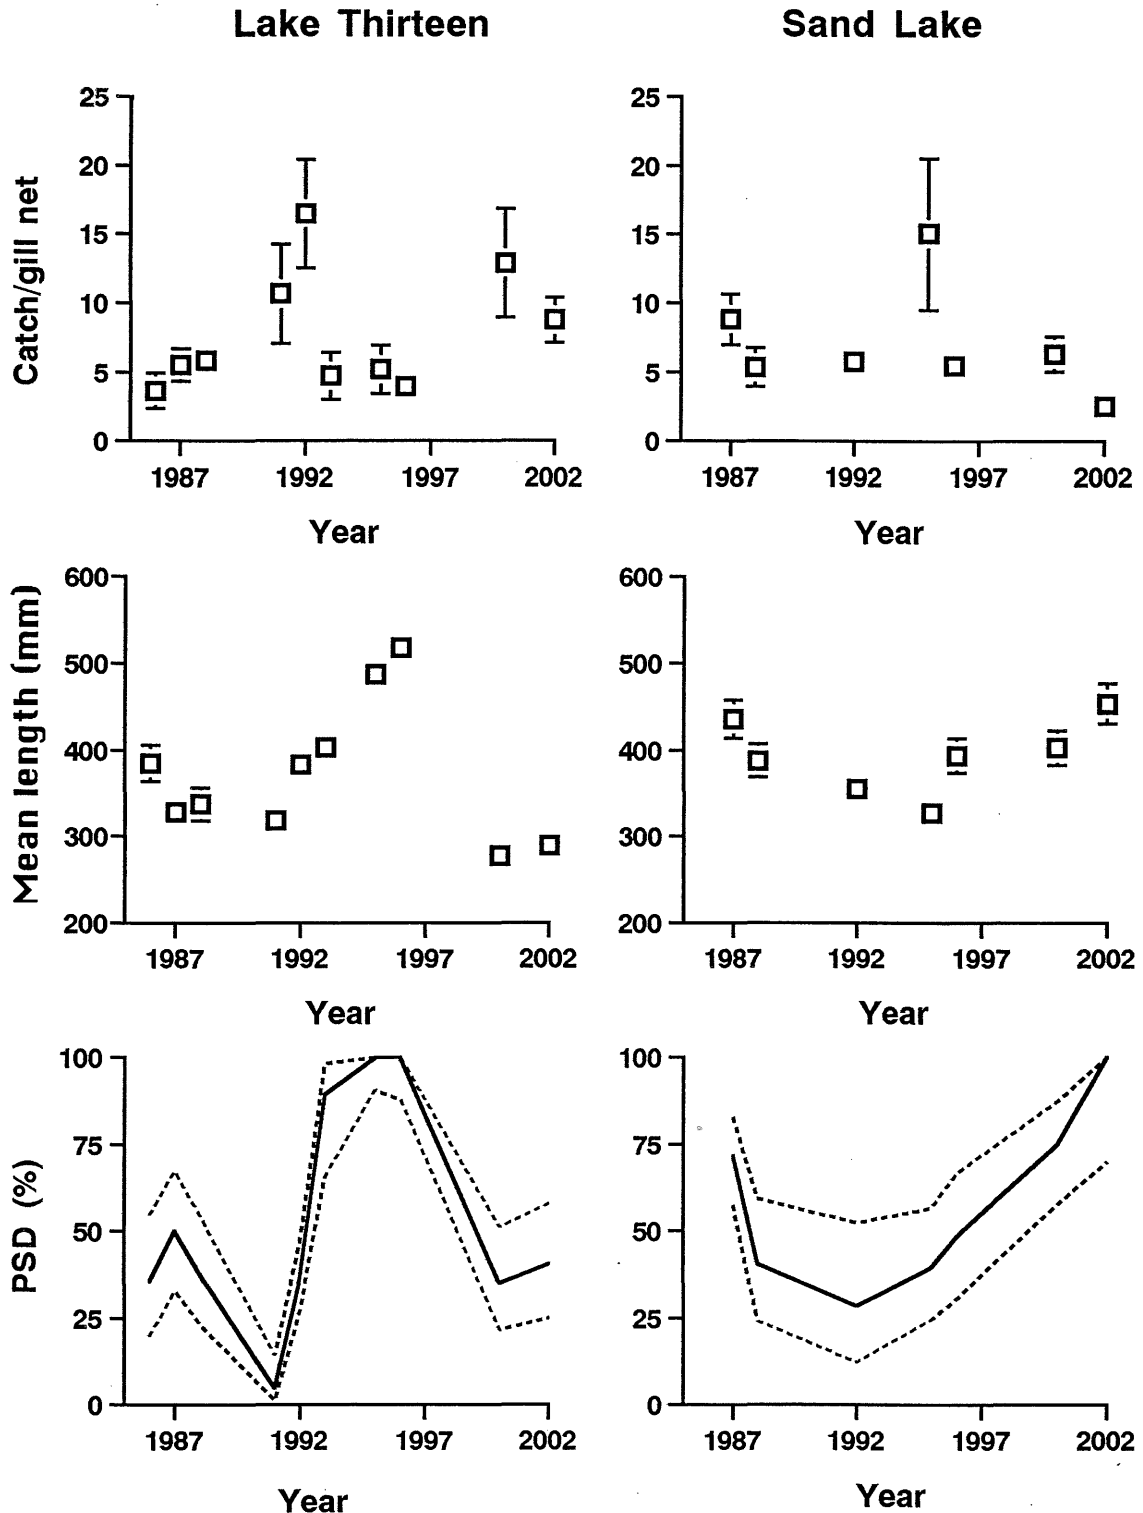 Lake Thirteen Sand Lake
Catch/gill net
25
20
15
10
5
0
1987 1992 1997 2002
Year
25
20
15
10
5
0
1987 1992 1997 2002
Year
Mean length (mm)
600
500
400
300
200
1987 1992 1997 2002
Year
600
500
400
300
200
1987 1992 1997 2002
Year
PSD (%)
100
75
50
25
0
1987 1992 1997 2002
Year
100
75
50
25
0
1987 1992 1997 2002
Year